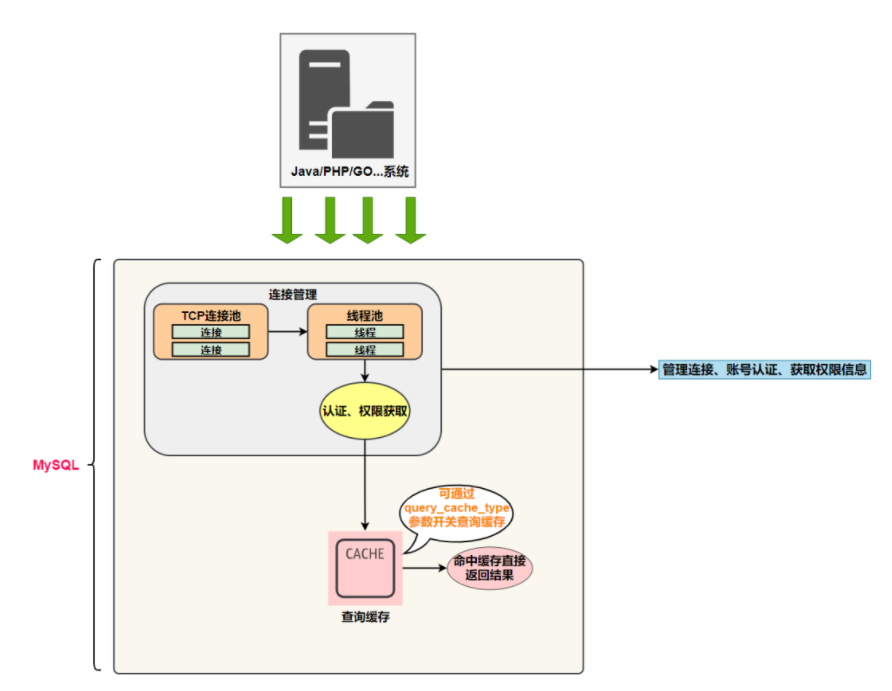 Java/PHP/GO...系统
连接管理
TCP连接池
连接
连接
线程池
线程
线程
认证、权限获取
管理连接、账号认证、获取权限信息
MySQL
可通过
query_cache_type
参数开关查询缓存
CACHE
命中缓存直接
返回结果
查询缓存